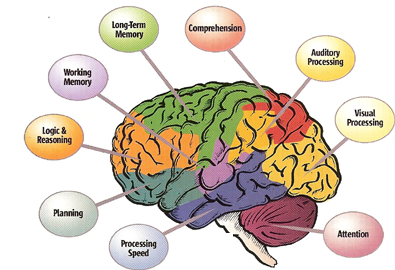 Long-Term
Memory
Comprehension
Working
Memory
Auditory
Processing
Logic &
Reasoning
Visual
Processing
Planning
Processing
Speed
Attention